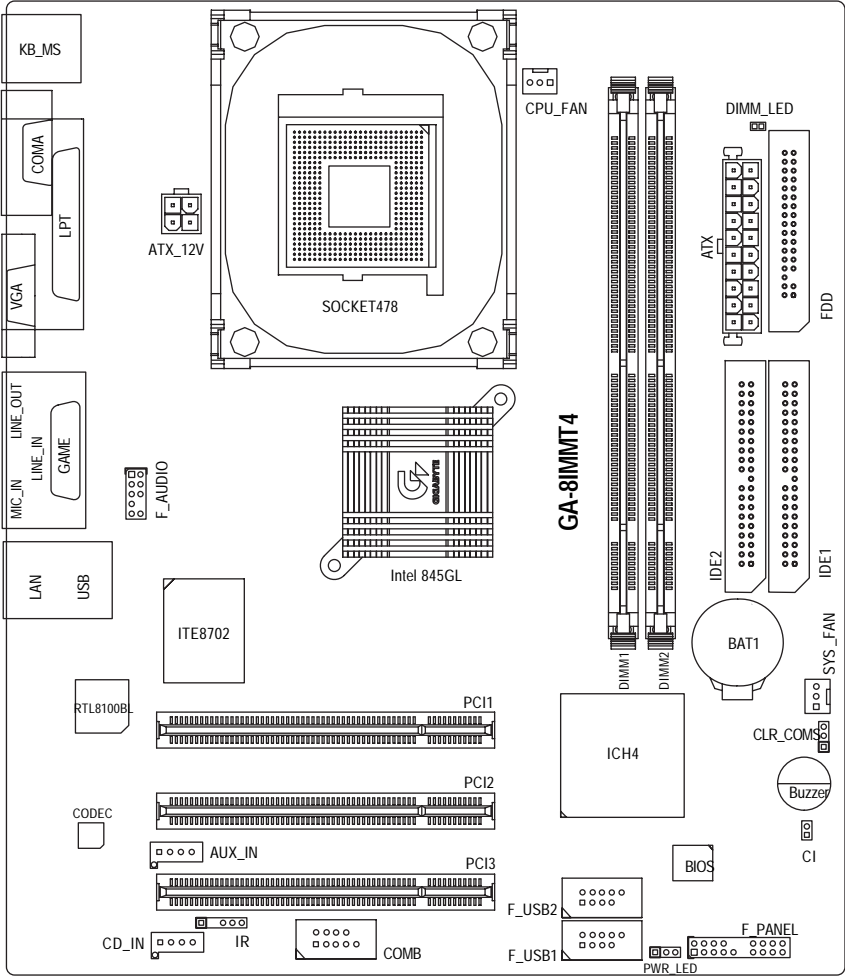 KB_MS
CPU_FAN
DIMM_LED
COMA
LPT
ATX_12V
ATX
VGA
SOCKET478
FDD
LINE_OUT
LINE_IN
MIC_IN
GAME
F_AUDIO
GIGABYTE
GA-8IMMT4
Intel 845GL
IDE2
IDE1
LAN
USB
ITE8702
BAT1
SYS_FAN
DIMM1
DIMM2
RTL8100BL
PCI1
CLR_COMS
ICH4
PCI2
Buzzer
CODEC
AUX_IN
PCI3
BIOS
CI
F_USB2
F_PANEL
CD_IN
IR
COMB
F_USB1
PWR_LED